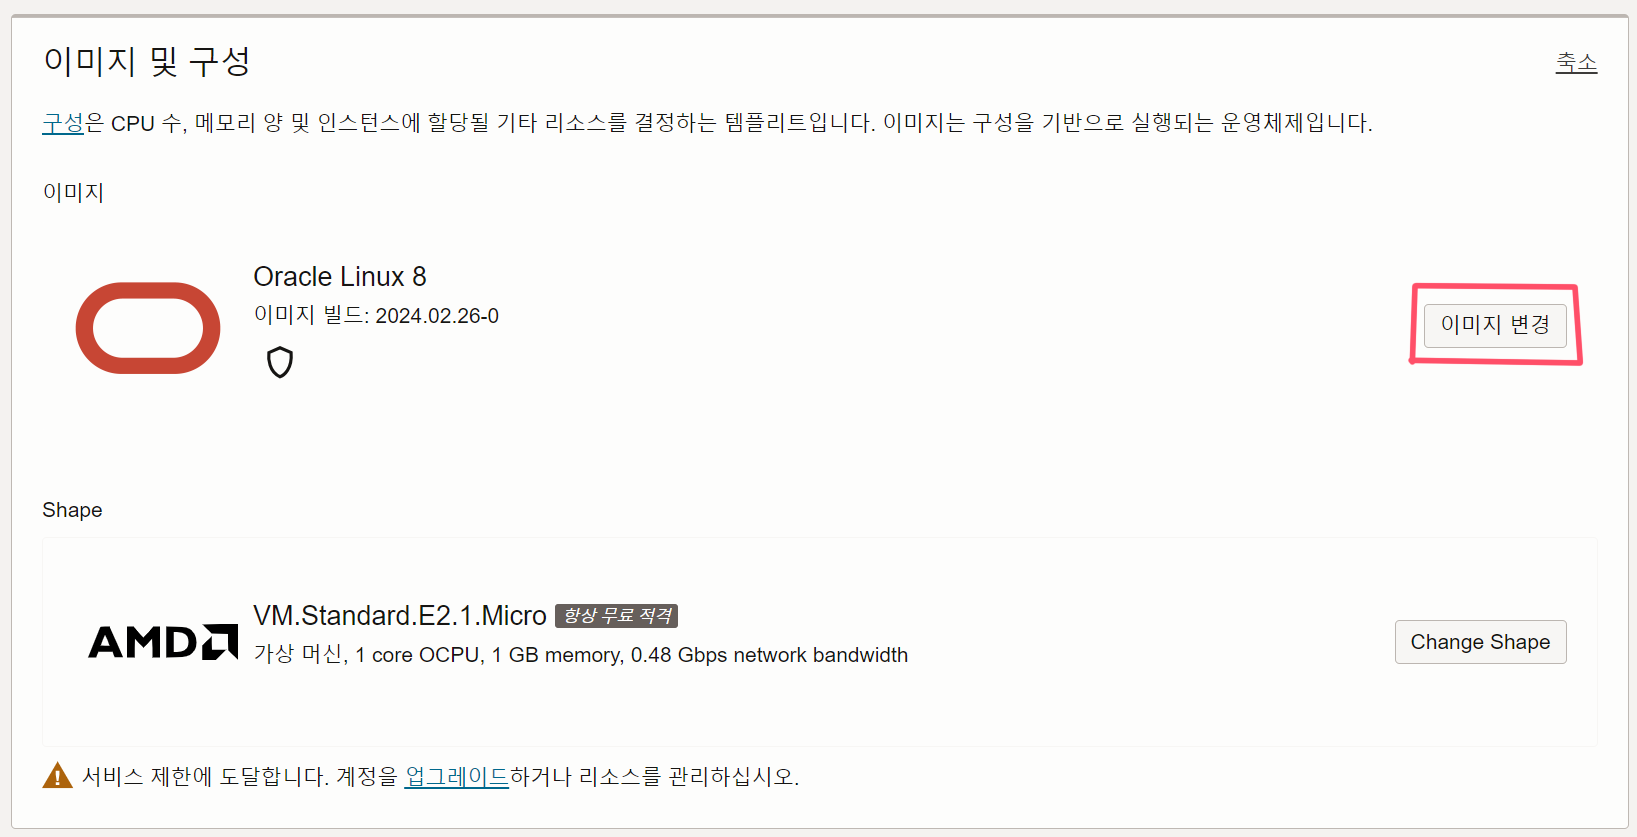 이미지 및 구성
축소
구성은 CPU 수, 메모리 양 및 인스턴스에 할당될 기타 리소스를 결정하는 템플리트입니다. 이미지는 구성을 기반으로 실행되는 운영체제입니다.
이미지
Oracle Linux 8
이미지 빌드: 2024.02.26-0
이미지 변경
Shape
AMD
VM.Standard.E2.1.Micro 항상 무료 적격
가상 머신, 1 core OCPU, 1 GB memory, 0.48 Gbps network bandwidth
Change Shape
서비스 제한에 도달합니다. 계정을 업그레이드하거나 리소스를 관리하십시오.